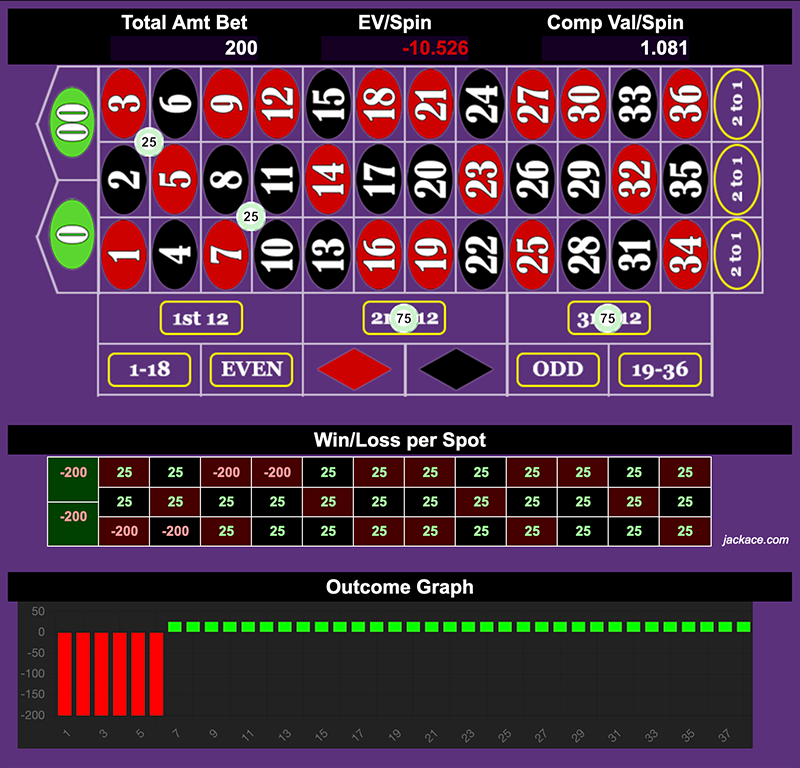 Total Amt Bet EV/Spin Comp Val/Spin
200 -10.526 1.081
00 3 6 9 12 15 18 21 24 27 30 33 36 2 to 1
25
2 5 8 11 14 17 20 23 26 29 32 35 2 to 1
25
0 1 4 7 10 13 16 19 22 25 28 31 34 2 to 1
1st 12 2n 75 12 3r 75 12
1-18 EVEN ODD 19-36
Win/Loss per Spot
-200 25 25 -200 -200 25 25 25 25 25 25 25 25
25 25 25 25 25 25 25 25 25 25 25 25
-200 -200 -200 25 25 25 25 25 25 25 25 25 25
jackace.com
Outcome Graph
50
0
-50
-100
-150
-200
1 3 5 7 9 11 13 15 17 19 21 23 25 27 29 31 33 35 37